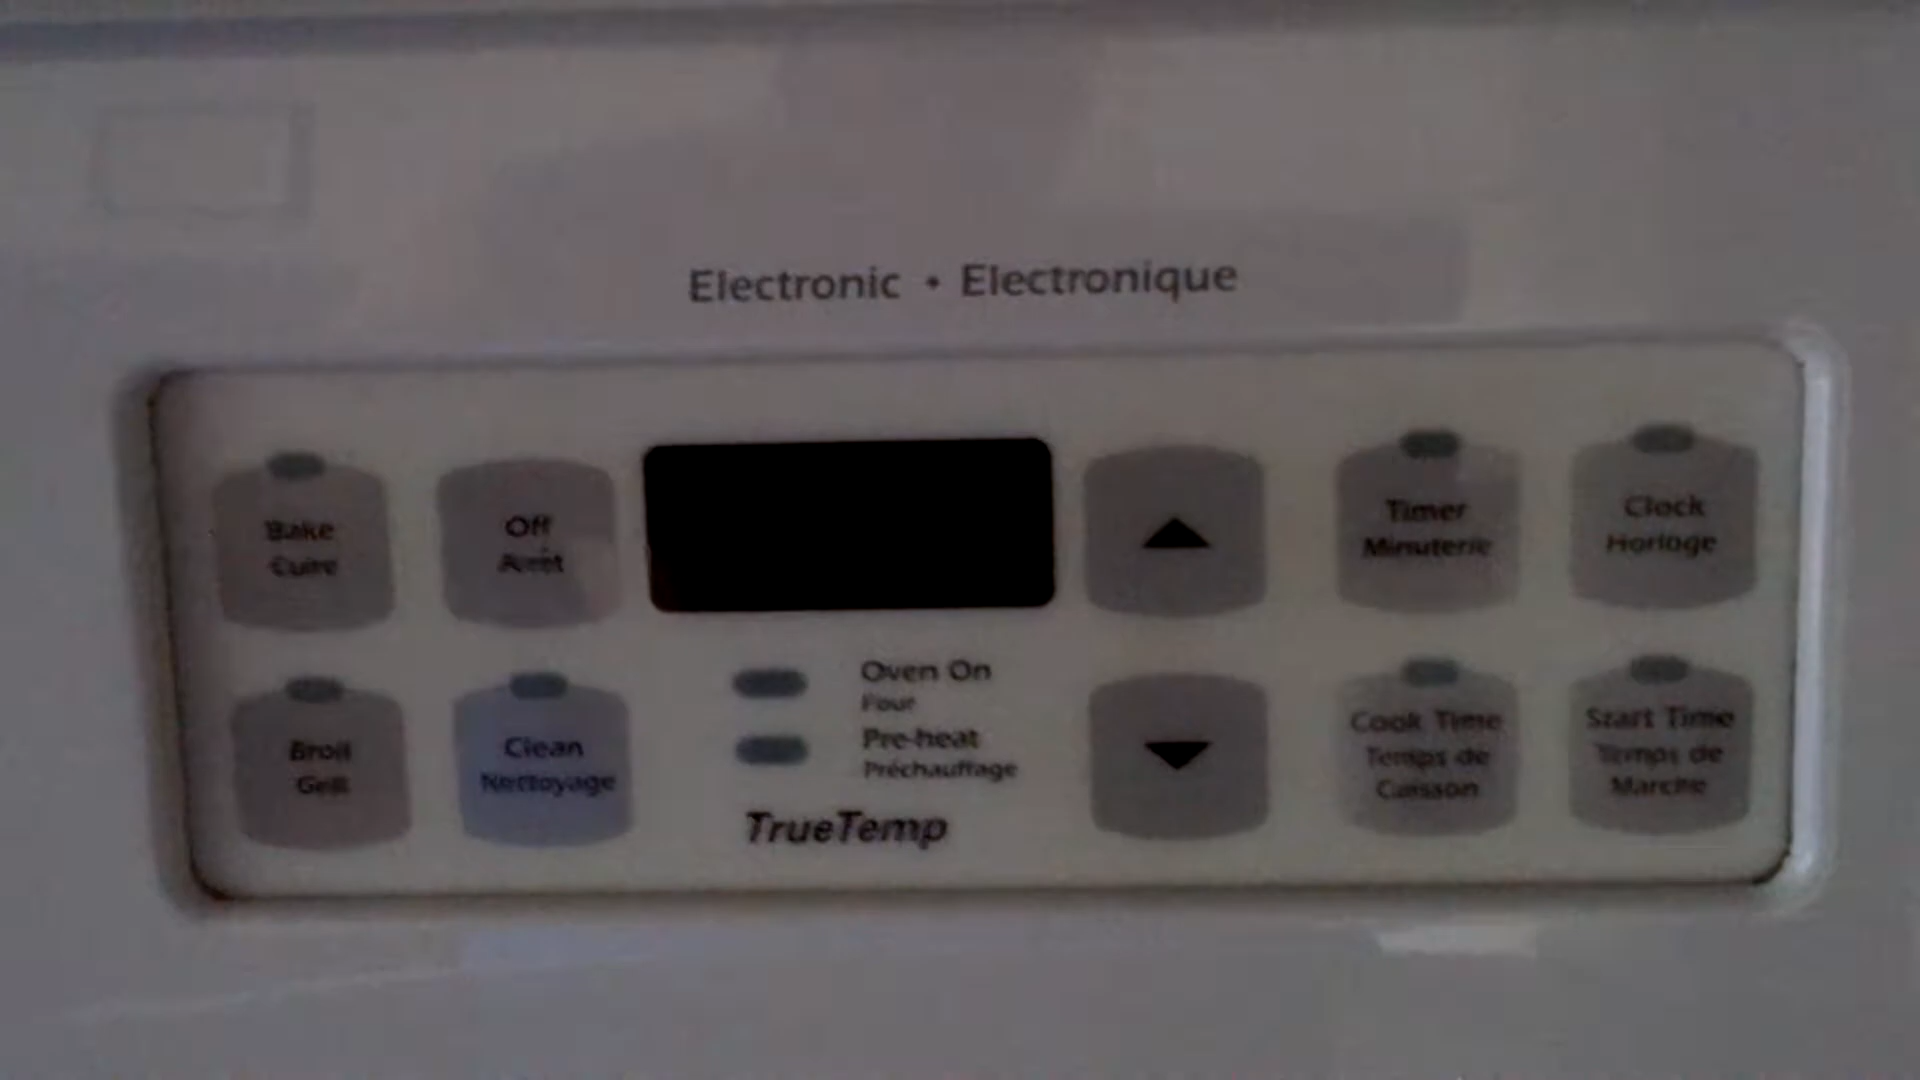 Electronic • Electronique
Bake
Cuire
Off
Arrêt
Timer
Minuterie
Clock
Horloge
Broil
Gril
Clean
Nettoyage
Oven On
Four
Pre-heat
Préchauffage
TrueTemp
Cook Time
Temps de
Cuisson
Start Time
Temps de
Marche